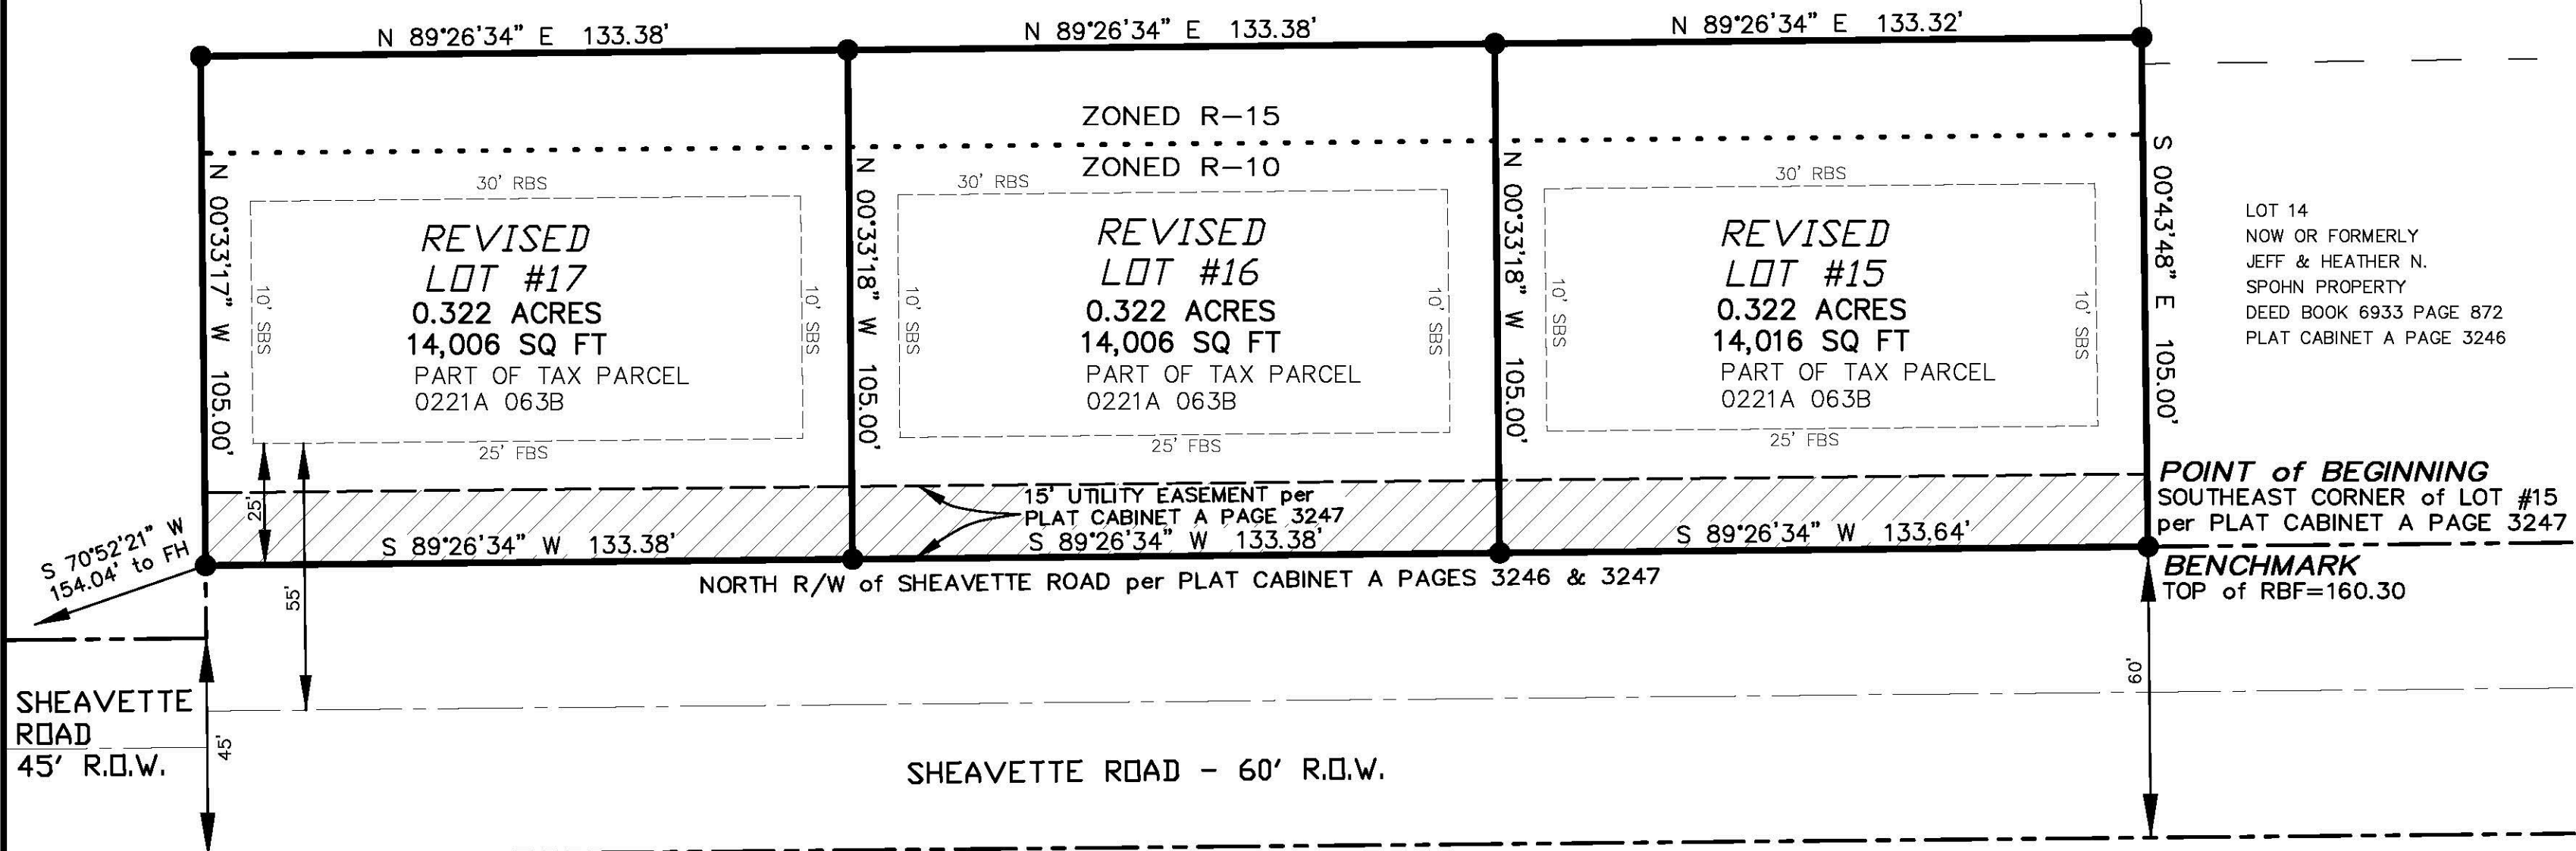 N 89°26'34" E 133.38'
N 89°26'34" E 133.38'
N 89°26'34" E 133.32'
ZONED R-15
ZONED R-10
N 00°33'17" W 105.00'
30' RBS
10' SBS
REVISED
LOT #17
0.322 ACRES
14,006 SQ FT
PART OF TAX PARCEL
0221A 063B
10' SBS
25' FBS
N 00°33'18" W 105.00'
30' RBS
10' SBS
REVISED
LOT #16
0.322 ACRES
14,006 SQ FT
PART OF TAX PARCEL
0221A 063B
10' SBS
25' FBS
N 00°33'18" W 105.00'
30' RBS
10' SBS
REVISED
LOT #15
0.322 ACRES
14,016 SQ FT
PART OF TAX PARCEL
0221A 063B
10' SBS
25' FBS
S 00°43'48" E 105.00'
LOT 14
NOW OR FORMERLY
JEFF & HEATHER N.
SPOHN PROPERTY
DEED BOOK 6933 PAGE 872
PLAT CABINET A PAGE 3246
POINT of BEGINNING
SOUTHEAST CORNER of LOT #15
per PLAT CABINET A PAGE 3247
BENCHMARK
TOP of RBF=160.30
25'
15' UTILITY EASEMENT per
PLAT CABINET A PAGE 3247
S 89°26'34" W 133.38'
S 89°26'34" W 133.38'
S 89°26'34" W 133.64'
S 70°52'21" W
154.04' to FH
NORTH R/W of SHEAVETTE ROAD per PLAT CABINET A PAGES 3246 & 3247
55'
60'
SHEAVETTE
ROAD
45' R.O.W.
45'
SHEAVETTE ROAD - 60' R.O.W.